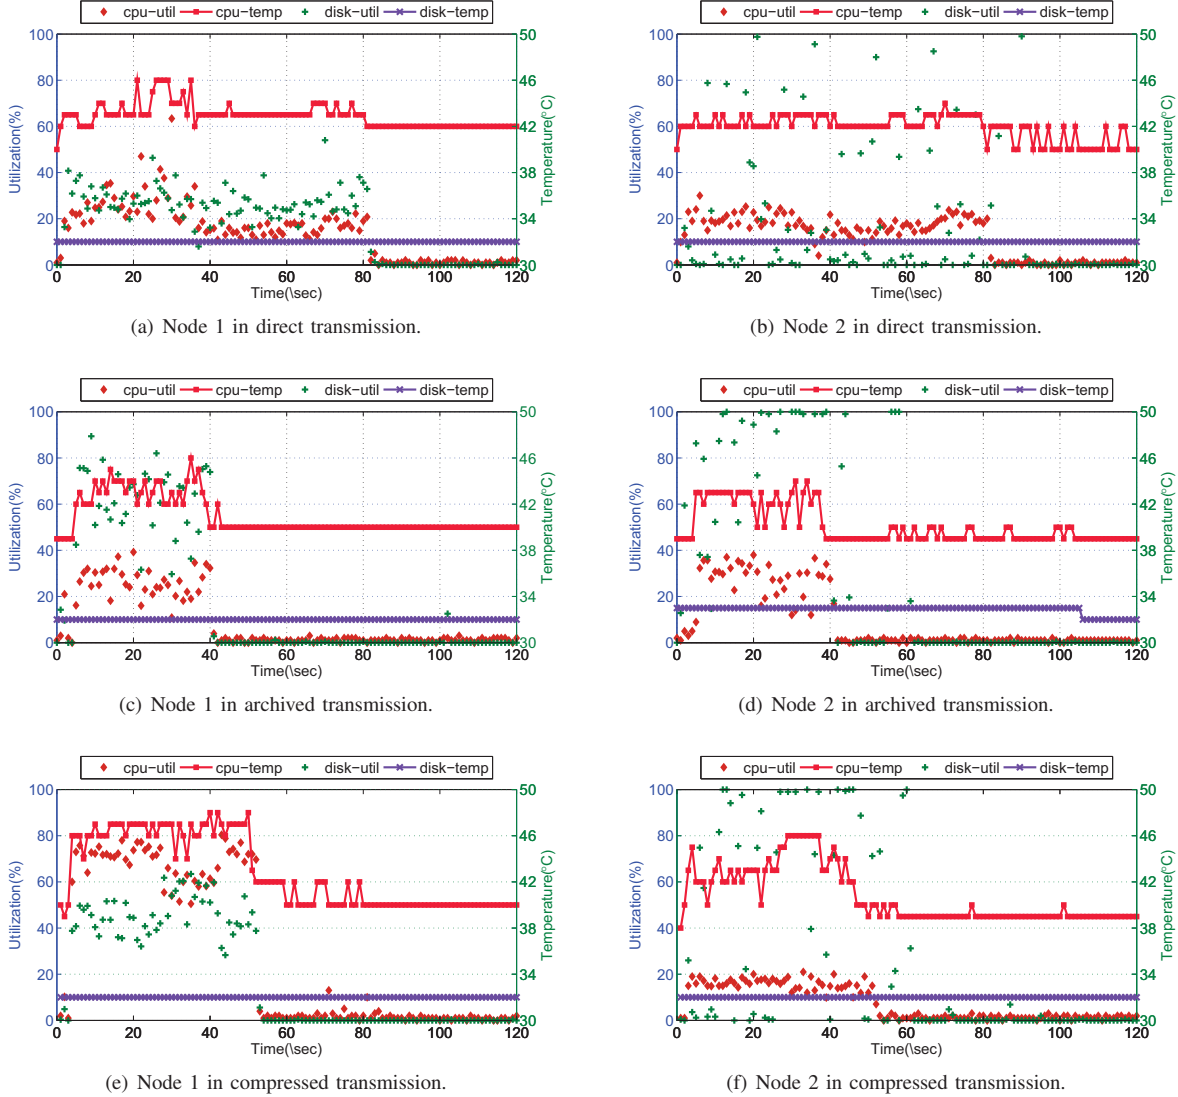 cpu−util cpu−temp disk−util disk−temp
cpu−util cpu−temp disk−util disk−temp
100 50
80 46
60 42
40 38
20 34
0 30
Utilization(%)
Temperature(°C)
0 20 40 60 80 100 120
Time(\sec)
100 50
80 46
60 42
40 38
20 34
0 30
Utilization(%)
Temperature(°C)
0 20 40 60 80 100 120
Time(\sec)
(a) Node 1 in direct transmission.
(b) Node 2 in direct transmission.
cpu−util cpu−temp disk−util disk−temp
cpu−util cpu−temp disk−util disk−temp
100 50
80 46
60 42
40 38
20 34
0 30
Utilization(%)
Temperature(°C)
0 20 40 60 80 100 120
Time(\sec)
100 50
80 46
60 42
40 38
20 34
0 30
Utilization(%)
Temperature(°C)
0 20 40 60 80 100 120
Time(\sec)
(c) Node 1 in archived transmission.
(d) Node 2 in archived transmission.
cpu−util cpu−temp disk−util disk−temp
cpu−util cpu−temp disk−util disk−temp
100 50
80 46
60 42
40 38
20 34
0 30
Utilization(%)
Temperature(°C)
0 20 40 60 80 100 120
Time(\sec)
100 50
80 46
60 42
40 38
20 34
0 30
Utilization(%)
Temperature(°C)
0 20 40 60 80 100 120
Time(\sec)
(e) Node 1 in compressed transmission.
(f) Node 2 in compressed transmission.